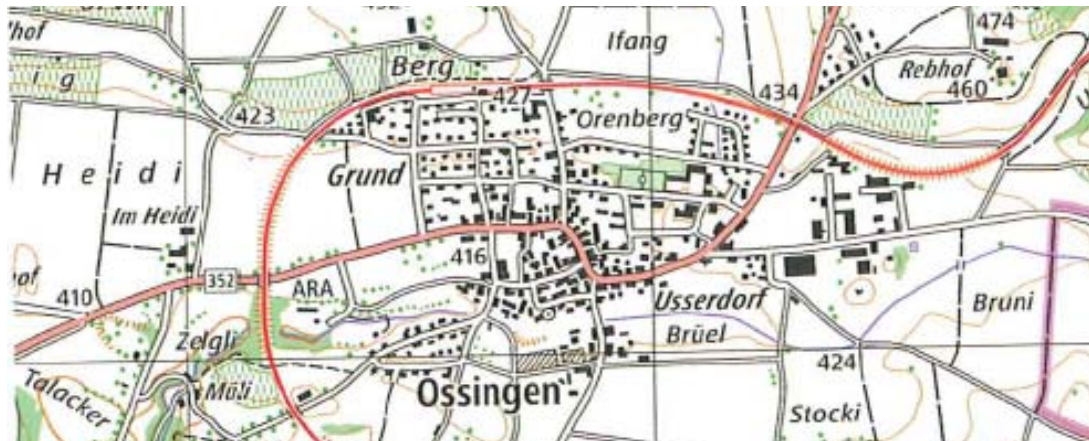 Ifang
474
Berg
Rebhof
460
427
434
423
Orenberg
Heidi
Grund
Im Heidi
416
352
ARA
410
Usserdorf
Bruni
Zelgli
Brüel
424
Müli
Talacker
Ossingen
Stocki